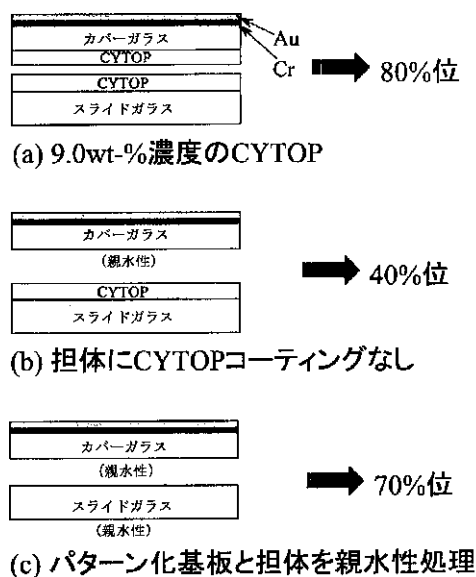 Au
カバーガラス
CYTOP
Cr
80%位
CYTOP
スライドガラス
(a) 9.0wt-%濃度のCYTOP
カバーガラス
(親水性)
40%位
CYTOP
スライドガラス
(b) 担体にCYTOPコーティングなし
カバーガラス
(親水性)
70%位
スライドガラス
(親水性)
(c) パターン化基板と担体を親水性処理